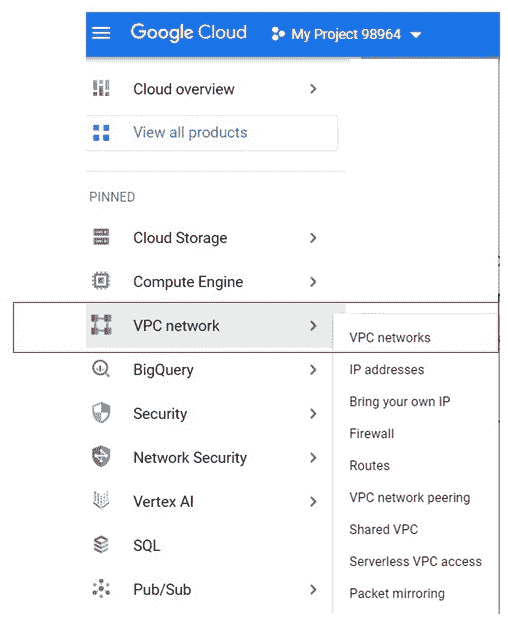 Google Cloud My Project 98964
Cloud overview
View all products
PINNED
Cloud Storage
Compute Engine
VPC network
BigQuery
Security
Network Security
Vertex AI
SQL
Pub/Sub
VPC networks
IP addresses
Bring your own IP
Firewall
Routes
VPC network peering
Shared VPC
Serverless VPC access
Packet mirroring